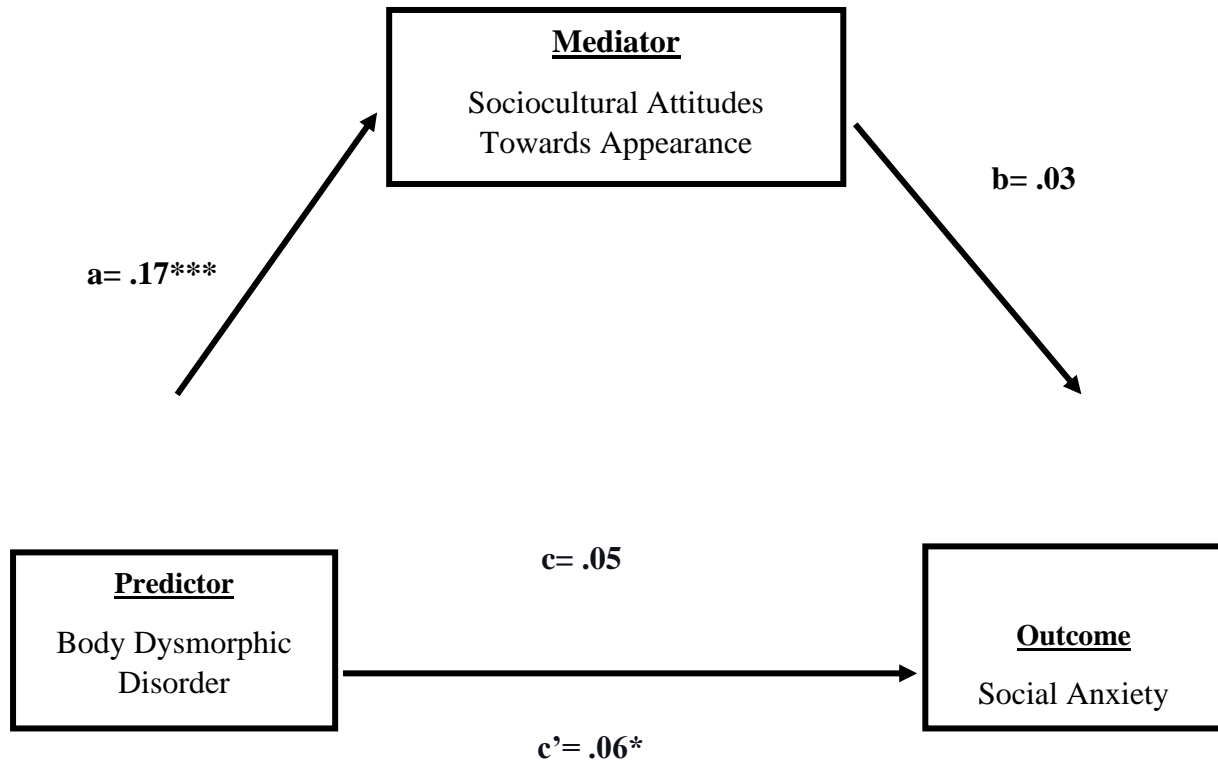 Mediator
Sociocultural Attitudes
Towards Appearance
b= .03
a= .17***
c= .05
Predictor
Body Dysmorphic
Disorder
Outcome
Social Anxiety
c’= .06*